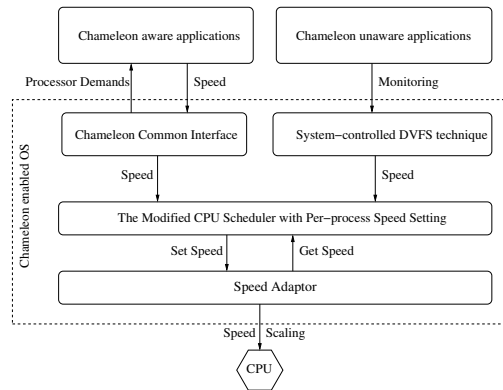 Chameleon aware applications
Chameleon unaware applications
Processor Demands
Speed
Monitoring
Chameleon enabled OS
Chameleon Common Interface
System−controlled DVFS technique
Speed
Speed
The Modified CPU Scheduler with Per−process Speed Setting
Set Speed
Get Speed
Speed Adaptor
Speed Scaling
CPU